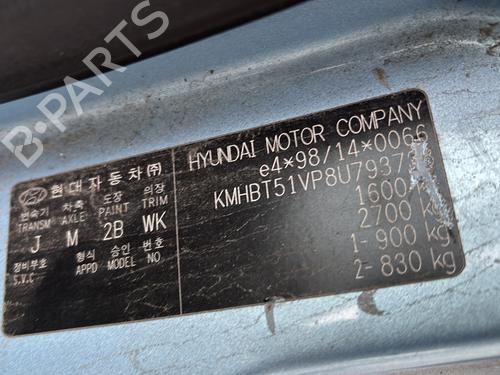 B-PARTS
현대자동차(주)
변속기 차축 도장 의장
TRANSM AXLE PAINT TRIM
J M 2B WK
정비부호 형식 승인 번호
S.V.C APPD MODEL NO
HYUNDAI MOTOR COMPANY
e4*98/14*0066
KMHBT51VP8U7937
1600
2700 kg
1- 900 kg
2- 830 kg